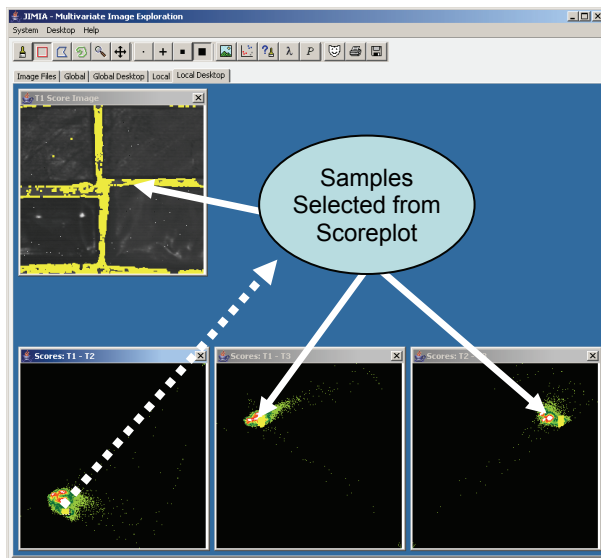 JIMIA - Multivariate Image Exploration
System Desktop Help
λ P
Image Files Global Global Desktop Local Local Desktop
T1 Score Image
Samples
Selected from
Scoreplot
Scores: T1 - T2
Scores: T1 - T3
Scores: T2 -